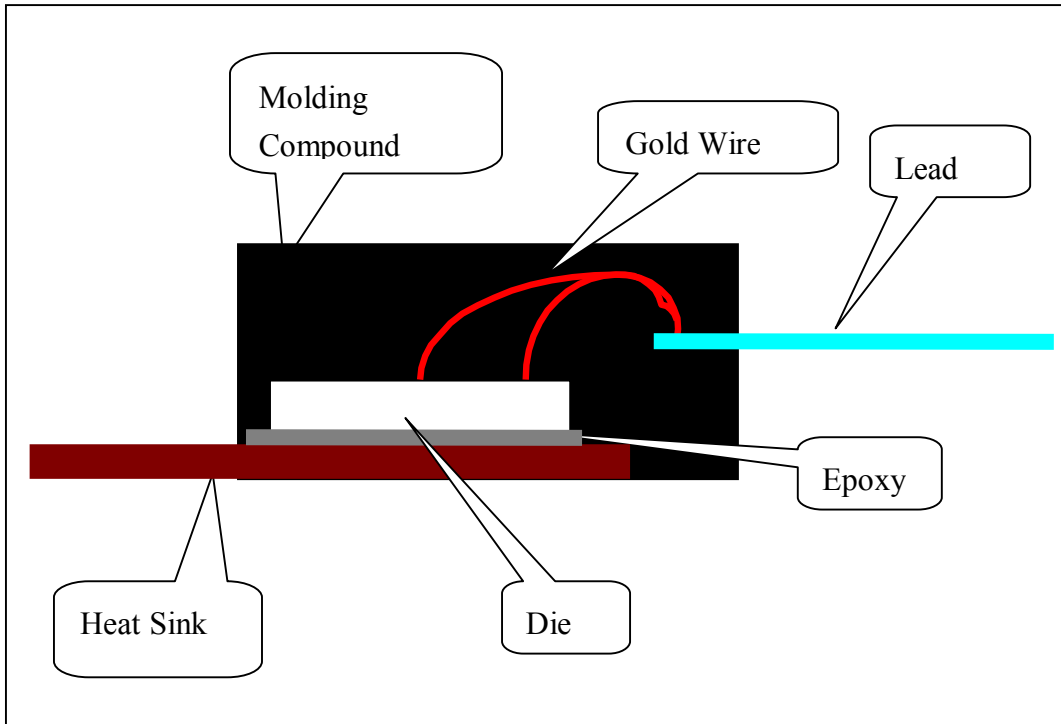 Molding
Compound
Gold Wire
Lead
Epoxy
Heat Sink
Die